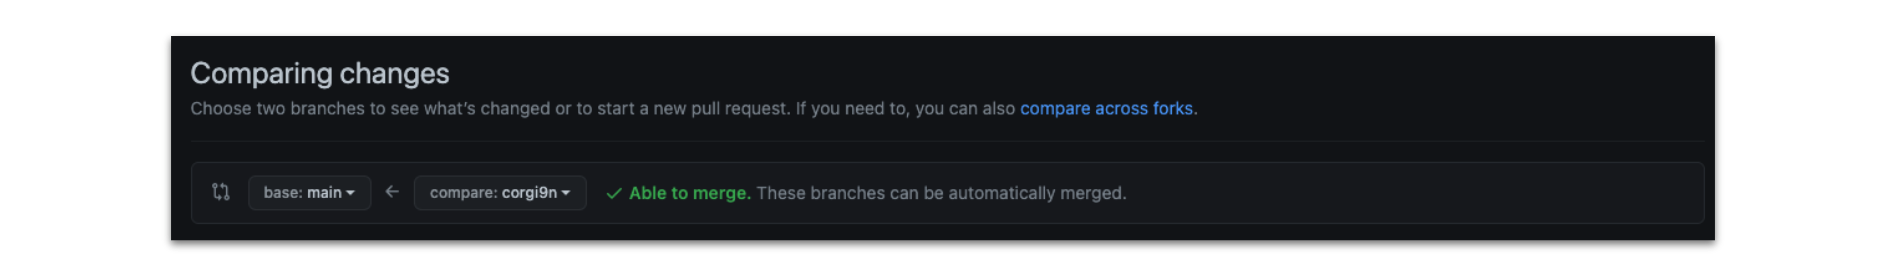 Comparing changes
Choose two branches to see what’s changed or to start a new pull request. If you need to, you can also compare across forks.
base: main compare: corgi9n Able to merge. These branches can be automatically merged.